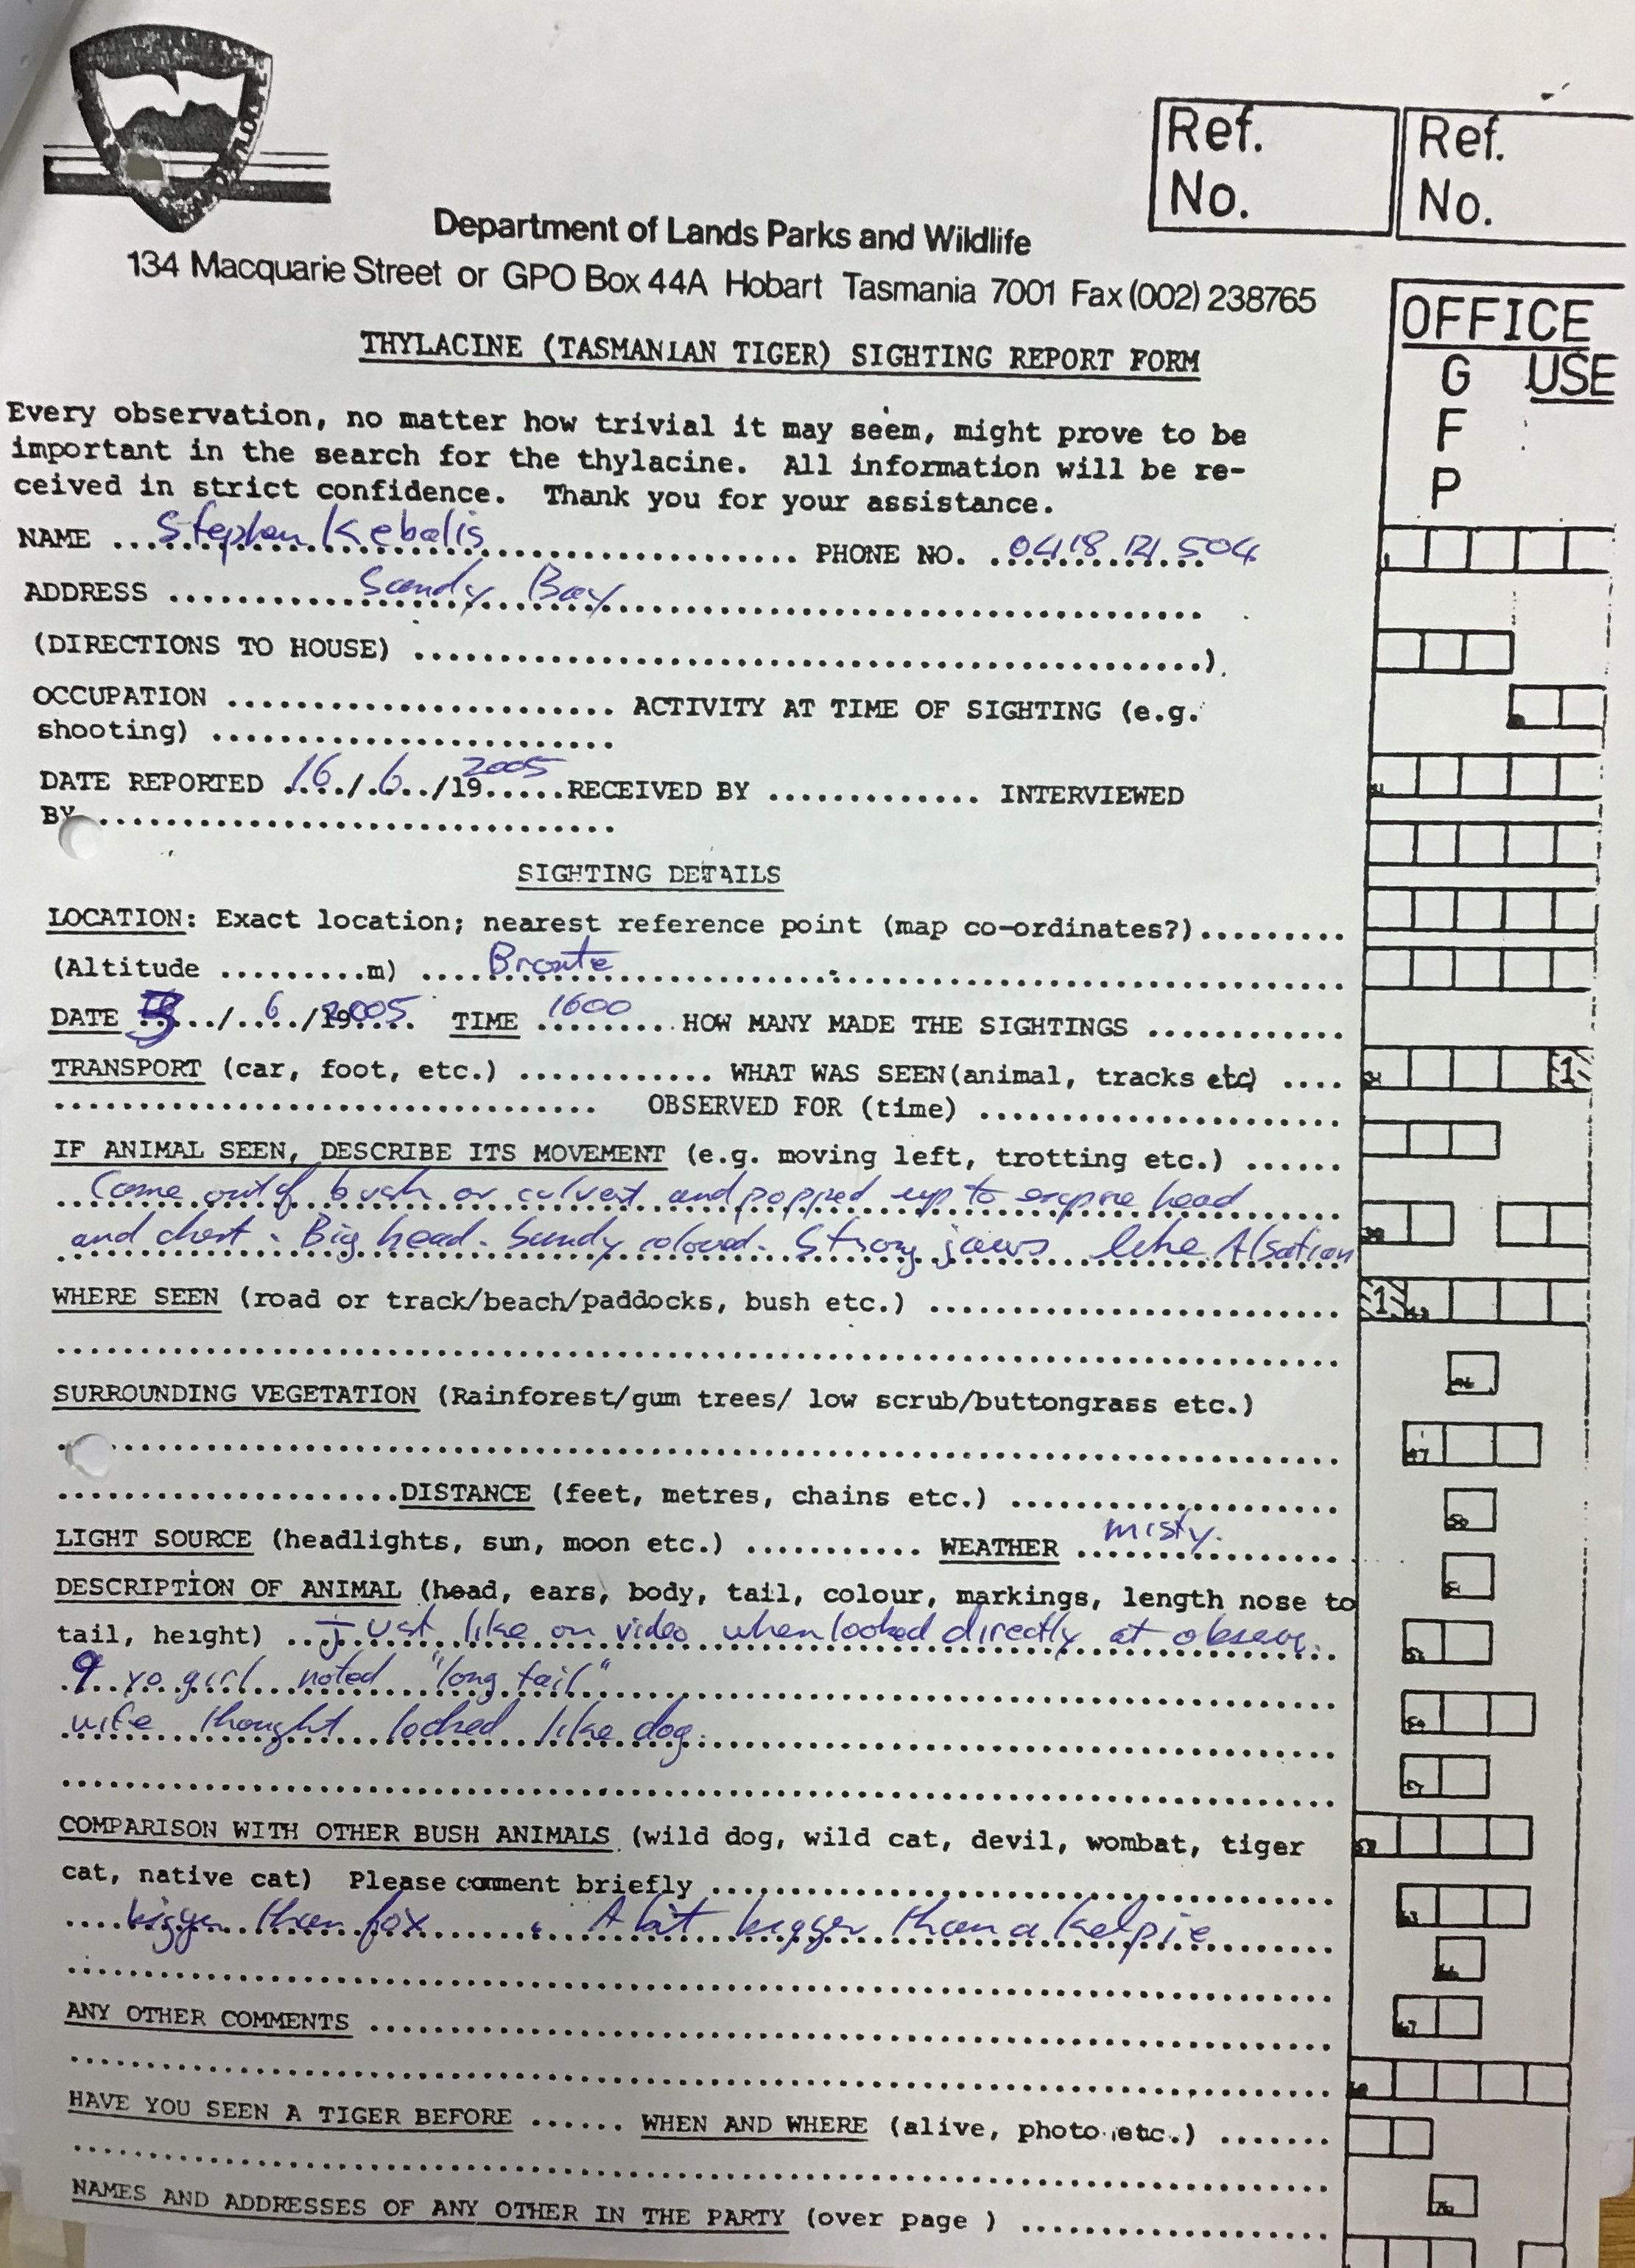 Ref.
No.
Ref.
No.
Department of Lands Parks and Wildlife
134 Macquarie Street or GPO Box 44A Hobart Tasmania 7001 Fax (002) 238765
THYLACINE (TASMANIAN TIGER) SIGHTING REPORT FORM
OFFICE
G USE
F
P
Every observation, no matter how trivial it may seem, might prove to be
important in the search for the thylacine. All information will be re-
ceived in strict confidence. Thank you for your assistance.
NAME ... Stephen Kebalis ... PHONE NO. ... 0418 121 504
ADDRESS ... Sandy Bay ...
(DIRECTIONS TO HOUSE) ...)
OCCUPATION ... ACTIVITY AT TIME OF SIGHTING (e.g.
shooting) ...
DATE REPORTED 16/6/19 2005 RECEIVED BY ... INTERVIEWED
BY ...
SIGHTING DETAILS
LOCATION: Exact location; nearest reference point (map co-ordinates?) ...
(Altitude ...m) ... Bronte ...
DATE .../6/19 2005 TIME 1600 ... HOW MANY MADE THE SIGHTINGS ...
TRANSPORT (car, foot, etc.) ... WHAT WAS SEEN (animal, tracks etc) ... 1
... OBSERVED FOR (time) ...
IF ANIMAL SEEN, DESCRIBE ITS MOVEMENT (e.g. moving left, trotting etc.) ...
Came out of bush or culvert and popped up to expose head
and chest. Big head. Sandy coloured. Strong jaws like Alsation
WHERE SEEN (road or track/beach/paddocks, bush etc.) ... 1
SURROUNDING VEGETATION (Rainforest/gum trees/ low scrub/buttongrass etc.)
... DISTANCE (feet, metres, chains etc.) ...
LIGHT SOURCE (headlights, sun, moon etc.) ... WEATHER ... misty.
DESCRIPTION OF ANIMAL (head, ears, body, tail, colour, markings, length nose to
tail, height) ... Just like on video when looked directly at
9 yo girl noted "long tail"
wife thought looked like dog.
COMPARISON WITH OTHER BUSH ANIMALS (wild dog, wild cat, devil, wombat, tiger
cat, native cat) Please comment briefly ...
bigger than fox. A bit bigger than a kelpie
ANY OTHER COMMENTS ...
HAVE YOU SEEN A TIGER BEFORE ...... WHEN AND WHERE (alive, photo etc.) ...
NAMES AND ADDRESSES OF ANY OTHER IN THE PARTY (over page ) ...